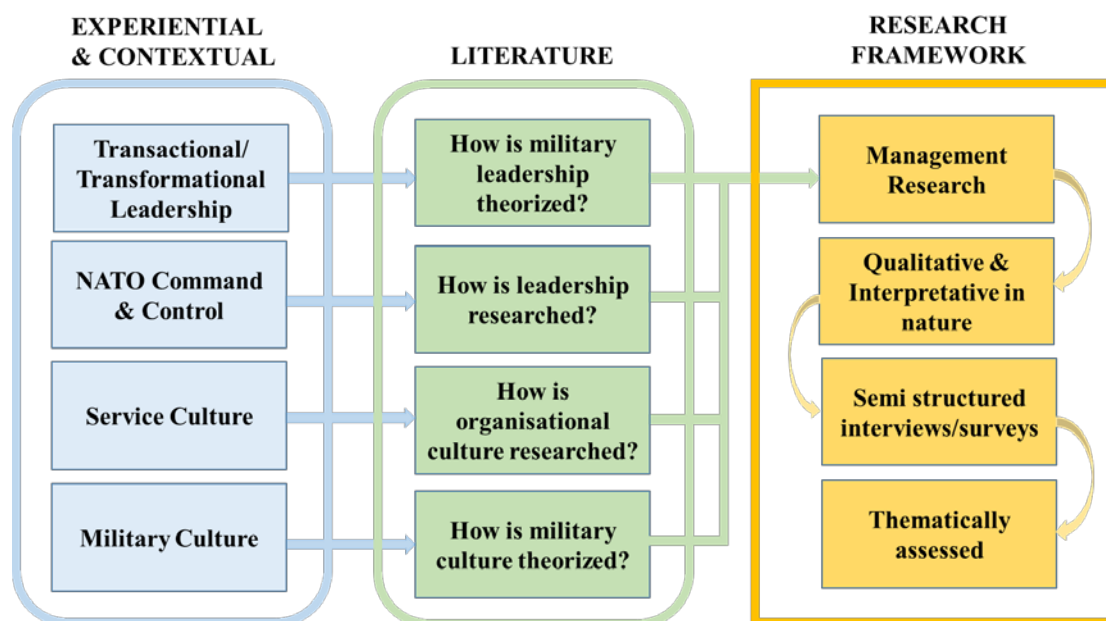 EXPERIENTIAL
& CONTEXTUAL
Transactional/
Transformational
Leadership
NATO Command
& Control
Service Culture
Military Culture
LITERATURE
How is military
leadership
theorized?
How is leadership
researched?
How is
organisational
culture researched?
How is military
culture theorized?
RESEARCH
FRAMEWORK
Management
Research
Qualitative &
Interpretative in
nature
Semi structured
interviews/surveys
Thematically
assessed